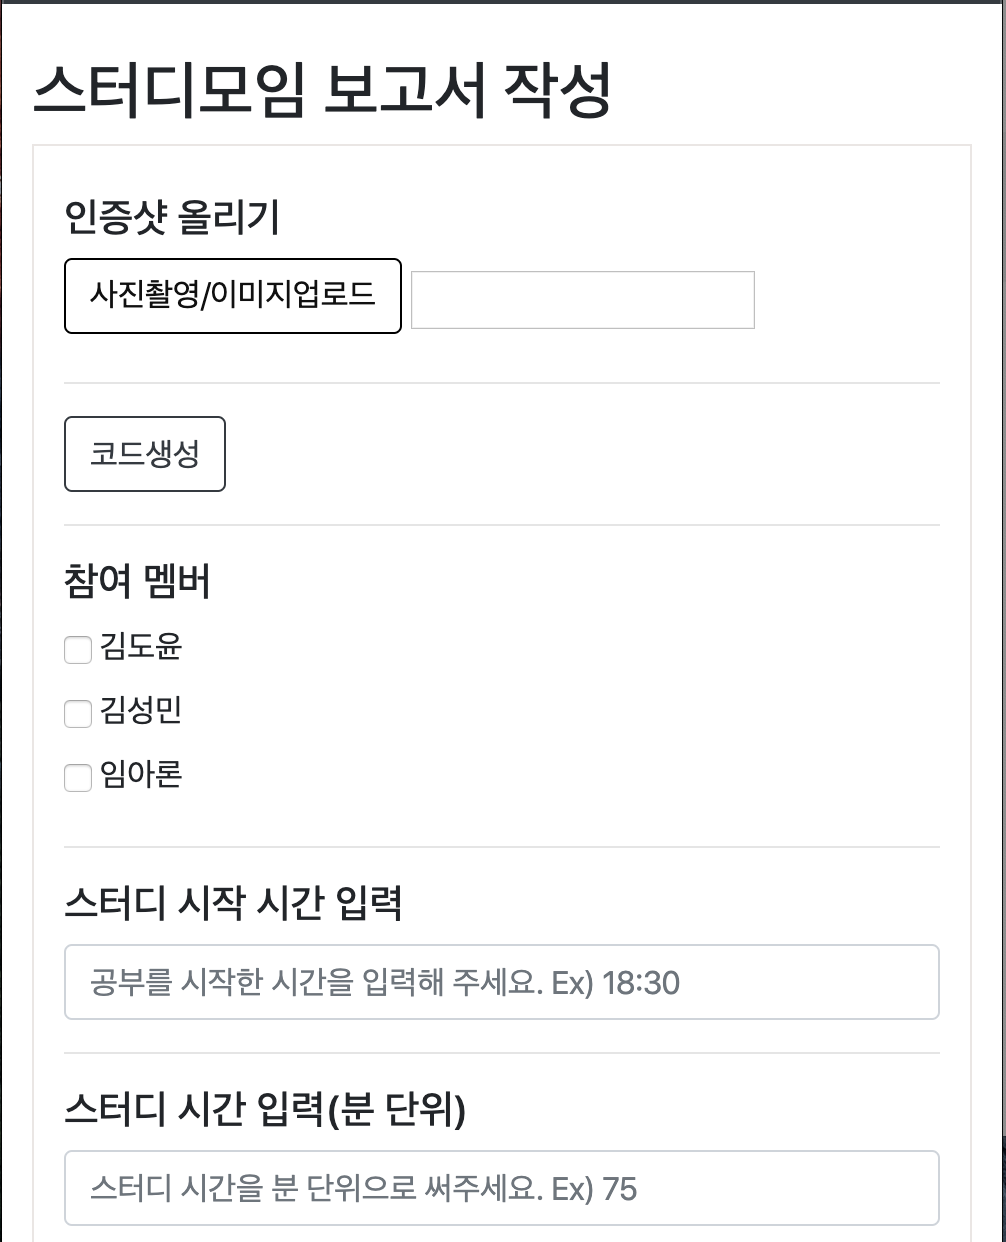 스터디모임 보고서 작성
인증샷 올리기
사진촬영/이미지업로드
코드생성
참여 멤버
김도윤
김성민
임아론
스터디 시작 시간 입력
공부를 시작한 시간을 입력해 주세요. Ex) 18:30
스터디 시간 입력(분 단위)
스터디 시간을 분 단위으로 써주세요. Ex) 75